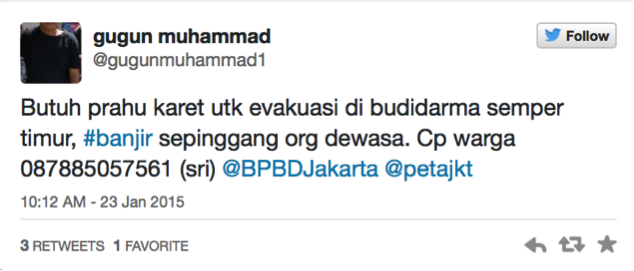 gugun muhammad
@gugunmuhammad1
Follow
Butuh prahu karet utk evakuasi di budidarma semper
timur, #banjir sepinggang org dewasa. Cp warga
087885057561 (sri) @BPBDJakarta @petajkt
10:12 AM - 23 Jan 2015
3 RETWEETS 1 FAVORITE